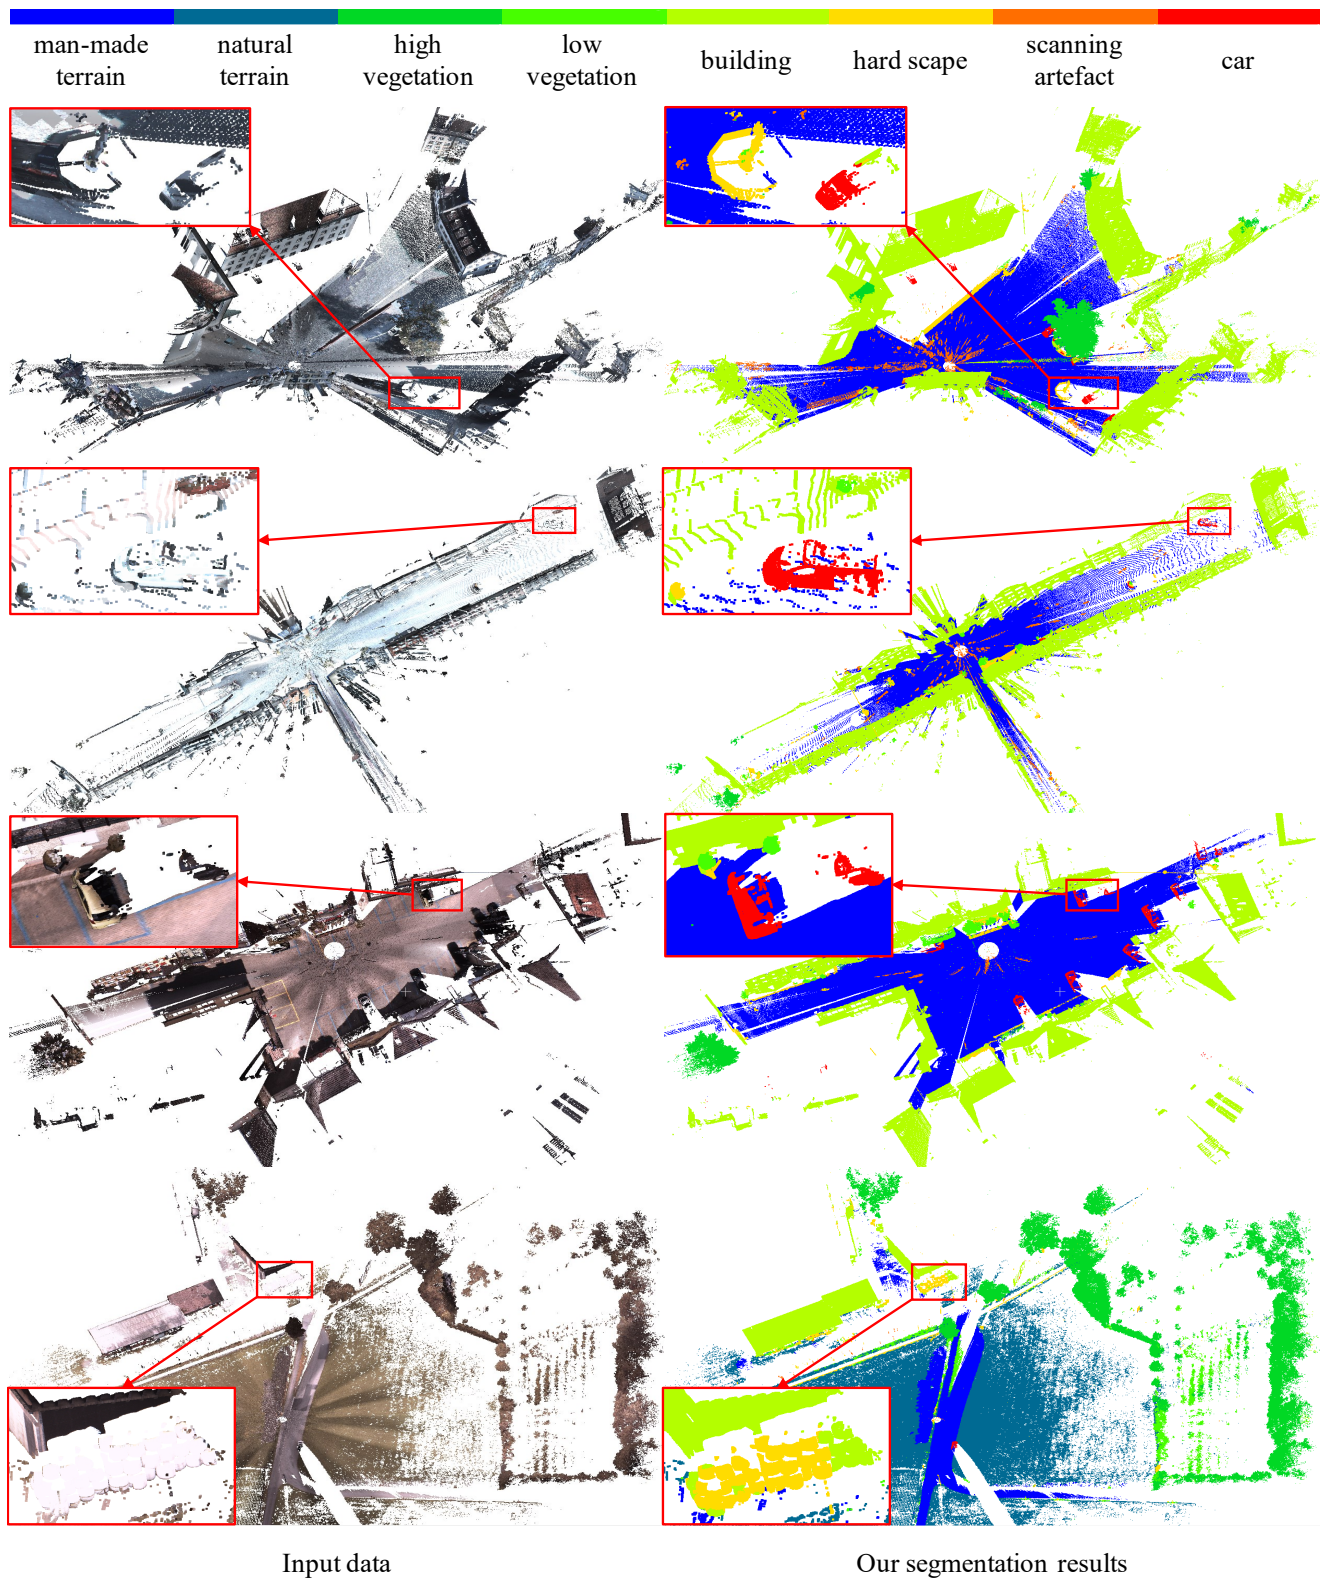 man-made
terrain
natural
terrain
high
vegetation
low
vegetation
building
hard scape
scanning
artefact
car
Input data
Our segmentation results